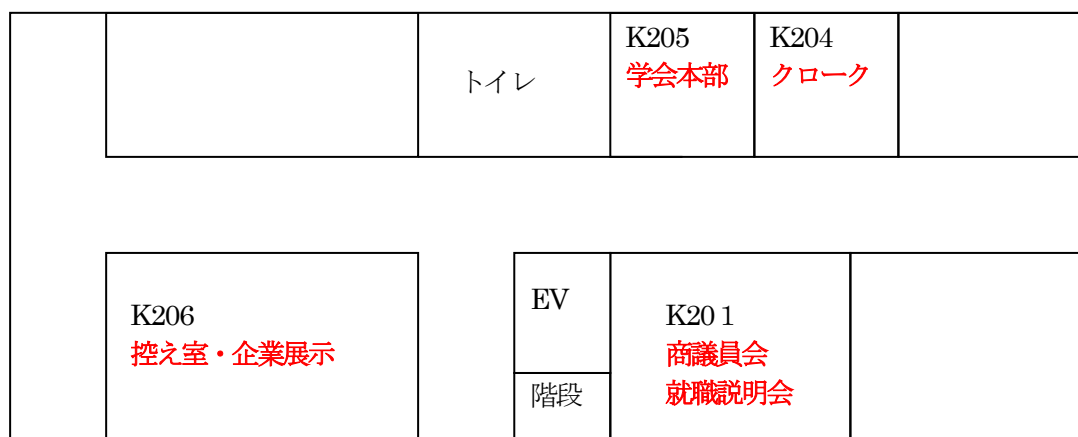 トイレ
K205
学会本部
K204
クローク
K206
控え室・企業展示
EV
階段
K20１
商議員会
就職説明会